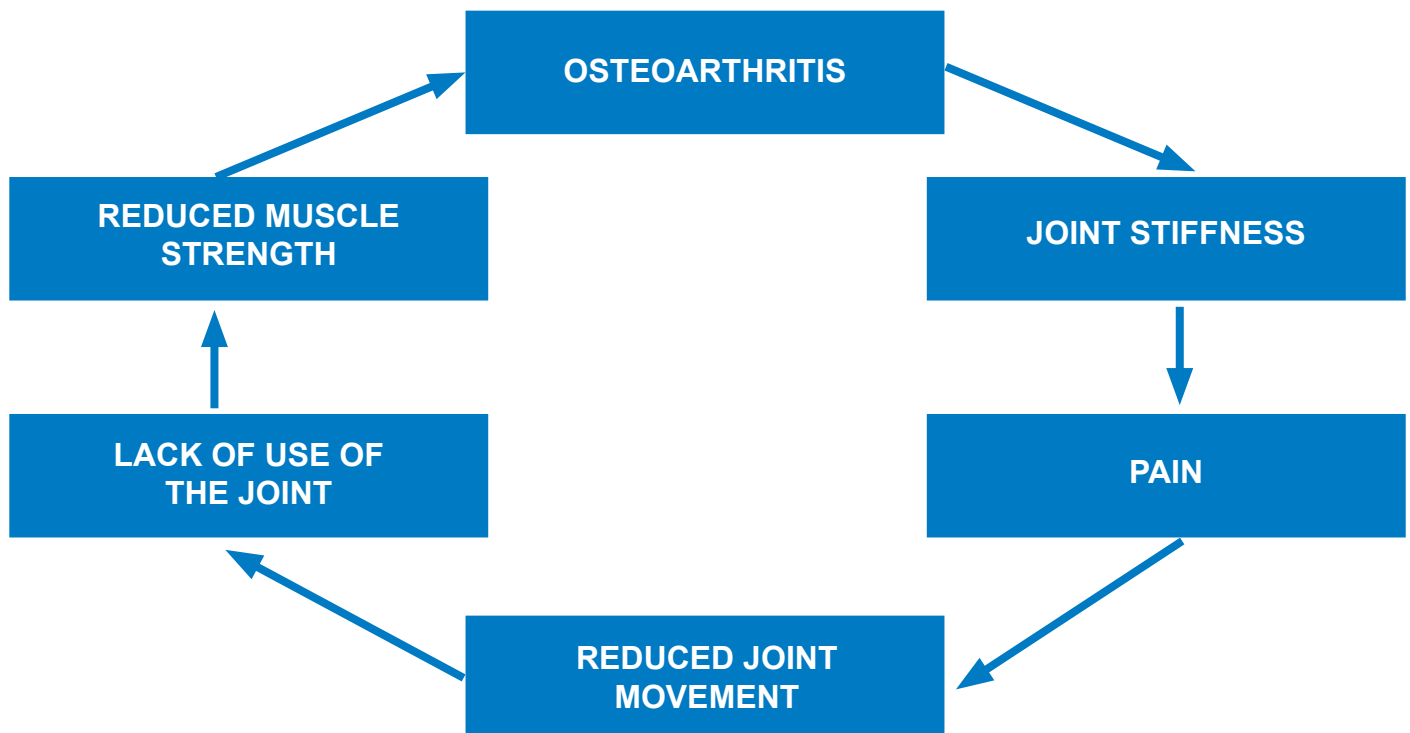 OSTEOARTHRITIS
JOINT STIFFNESS
PAIN
REDUCED JOINT
MOVEMENT
LACK OF USE OF
THE JOINT
REDUCED MUSCLE
STRENGTH